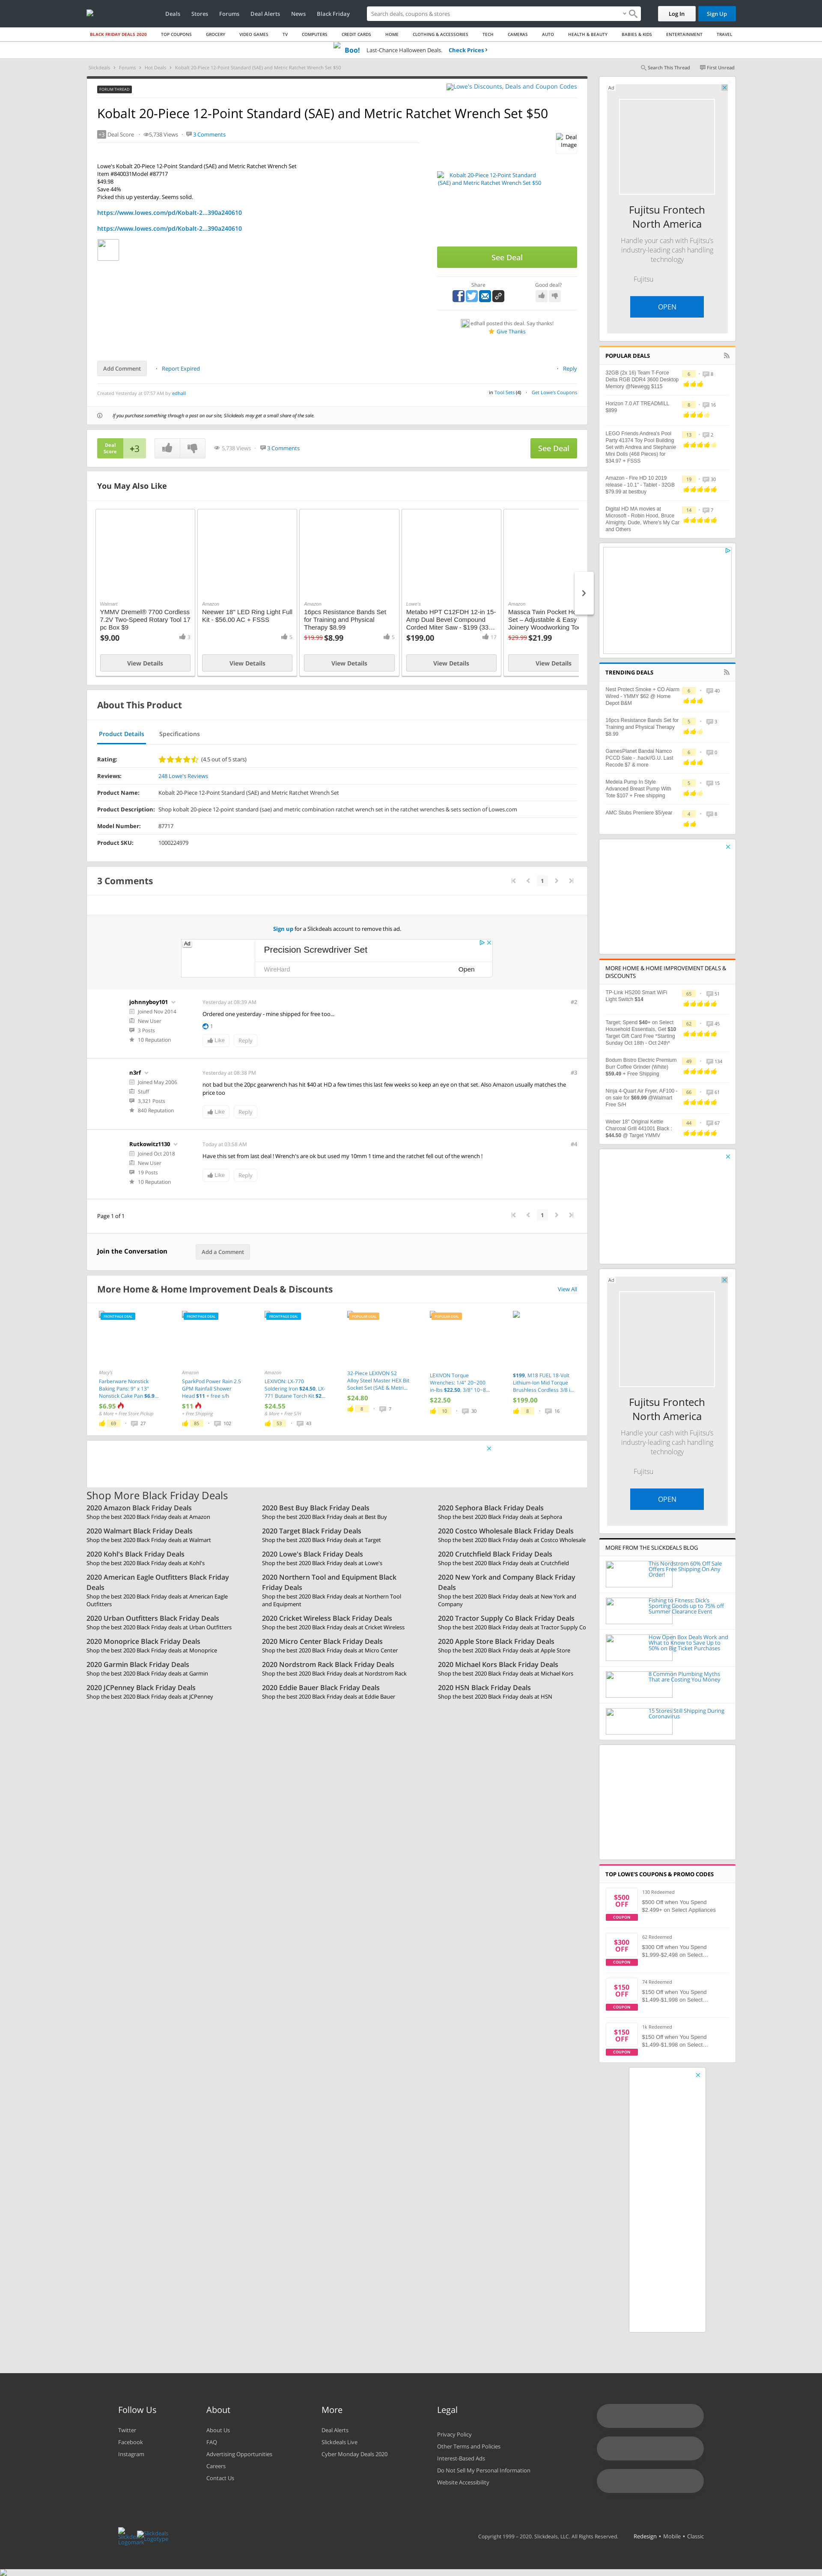 Deals Stores Forums Deal Alerts News Black Friday
Search deals, coupons & stores
Log In
Sign Up
BLACK FRIDAY DEALS 2020 TOP COUPONS GROCERY VIDEO GAMES TV COMPUTERS CREDIT CARDS HOME CLOTHING & ACCESSORIES TECH CAMERAS AUTO HEALTH & BEAUTY BABIES & KIDS ENTERTAINMENT TRAVEL
Boo! Last-Chance Halloween Deals. Check Prices
Slickdeals Forums Hot Deals Kobalt 20-Piece 12-Point Standard (SAE) and Metric Ratchet Wrench Set $50
Search This Thread First Unread
FORUM THREAD
Lowe's Discounts, Deals and Coupon Codes
Kobalt 20-Piece 12-Point Standard (SAE) and Metric Ratchet Wrench Set $50
+3 Deal Score 5,738 Views 3 Comments
Deal Image
Lowe's Kobalt 20-Piece 12-Point Standard (SAE) and Metric Ratchet Wrench Set
Item #840031Model #87717
$49.98
Save 44%
Picked this up yesterday. Seems solid.
https://www.lowes.com/pd/Kobalt-2...390a240610
https://www.lowes.com/pd/Kobalt-2...390a240610
Kobalt 20-Piece 12-Point Standard (SAE) and Metric Ratchet Wrench Set $50
See Deal
Share
Good deal?
edhall posted this deal. Say thanks!
Give Thanks
Add Comment
Report Expired
Reply
Created Yesterday at 07:57 AM by edhall
in Tool Sets (4) Get Lowe's Coupons
If you purchase something through a post on our site, Slickdeals may get a small share of the sale.
Deal Score +3
5,738 Views 3 Comments
See Deal
You May Also Like
Walmart
YMMV Dremel® 7700 Cordless 7.2V Two-Speed Rotary Tool 17 pc Box $9
$9.00 3
View Details
Amazon
Neewer 18" LED Ring Light Full Kit - $56.00 AC + FSSS
5
View Details
Amazon
16pcs Resistance Bands Set for Training and Physical Therapy $8.99
$19.99 $8.99 5
View Details
Lowe's
Metabo HPT C12FDH 12-in 15-Amp Dual Bevel Compound Corded Miter Saw - $199 (33...
$199.00 17
View Details
Amazon
Massca Twin Pocket Ho
Set – Adjustable & Easy
Joinery Woodworking Too
$29.99 $21.99
View Details
About This Product
Product Details Specifications
Rating: (4.5 out of 5 stars)
Reviews: 248 Lowe's Reviews
Product Name: Kobalt 20-Piece 12-Point Standard (SAE) and Metric Ratchet Wrench Set
Product Description: Shop kobalt 20-piece 12-point standard (sae) and metric combination ratchet wrench set in the ratchet wrenches & sets section of Lowes.com
Model Number: 87717
Product SKU: 1000224979
3 Comments
1
Sign up for a Slickdeals account to remove this ad.
Ad
Precision Screwdriver Set
WireHard
Open
johnnyboy101
Joined Nov 2014
New User
3 Posts
10 Reputation
Yesterday at 08:39 AM
#2
Ordered one yesterday - mine shipped for free too...
1
Like
Reply
n3rf
Joined May 2006
Stuff
3,321 Posts
840 Reputation
Yesterday at 08:38 PM
#3
not bad but the 20pc gearwrench has hit $40 at HD a few times this last few weeks so keep an eye on that set. Also Amazon usually matches the price too
Like
Reply
Rutkowitz1130
Joined Oct 2018
New User
19 Posts
10 Reputation
Today at 03:58 AM
#4
Have this set from last deal ! Wrench's are ok but used my 10mm 1 time and the ratchet fell out of the wrench !
Like
Reply
Page 1 of 1
1
Join the Conversation
Add a Comment
More Home & Home Improvement Deals & Discounts
View All
FRONTPAGE DEAL
Macy's
Farberware Nonstick Baking Pans: 9" x 13" Nonstick Cake Pan $6.9...
$6.95
& More + Free Store Pickup
69 27
FRONTPAGE DEAL
Amazon
SparkPod Power Rain 2.5 GPM Rainfall Shower Head $11 + free s/h
$11
+ Free Shipping
85 102
FRONTPAGE DEAL
Amazon
LEXIVON: LX-770 Soldering Iron $24.50, LX-771 Butane Torch Kit $2...
$24.55
& More + Free S/H
53 43
POPULAR DEAL
32-Piece LEXIVON S2 Alloy Steel Master HEX Bit Socket Set (SAE & Metri...
$24.80
8 7
POPULAR DEAL
LEXIVON Torque Wrenches: 1/4" 20~200 in-lbs $22.50, 3/8" 10~8...
$22.50
10 30
$199, M18 FUEL 18-Volt Lithium-Ion Mid Torque Brushless Cordless 3/8 i...
$199.00
8 16
Shop More Black Friday Deals
2020 Amazon Black Friday Deals
Shop the best 2020 Black Friday deals at Amazon
2020 Best Buy Black Friday Deals
Shop the best 2020 Black Friday deals at Best Buy
2020 Sephora Black Friday Deals
Shop the best 2020 Black Friday deals at Sephora
2020 Walmart Black Friday Deals
Shop the best 2020 Black Friday deals at Walmart
2020 Target Black Friday Deals
Shop the best 2020 Black Friday deals at Target
2020 Costco Wholesale Black Friday Deals
Shop the best 2020 Black Friday deals at Costco Wholesale
2020 Kohl's Black Friday Deals
Shop the best 2020 Black Friday deals at Kohl's
2020 Lowe's Black Friday Deals
Shop the best 2020 Black Friday deals at Lowe's
2020 Crutchfield Black Friday Deals
Shop the best 2020 Black Friday deals at Crutchfield
2020 American Eagle Outfitters Black Friday Deals
Shop the best 2020 Black Friday deals at American Eagle Outfitters
2020 Northern Tool and Equipment Black Friday Deals
Shop the best 2020 Black Friday deals at Northern Tool and Equipment
2020 New York and Company Black Friday Deals
Shop the best 2020 Black Friday deals at New York and Company
2020 Urban Outfitters Black Friday Deals
Shop the best 2020 Black Friday deals at Urban Outfitters
2020 Cricket Wireless Black Friday Deals
Shop the best 2020 Black Friday deals at Cricket Wireless
2020 Tractor Supply Co Black Friday Deals
Shop the best 2020 Black Friday deals at Tractor Supply Co
2020 Monoprice Black Friday Deals
Shop the best 2020 Black Friday deals at Monoprice
2020 Micro Center Black Friday Deals
Shop the best 2020 Black Friday deals at Micro Center
2020 Apple Store Black Friday Deals
Shop the best 2020 Black Friday deals at Apple Store
2020 Garmin Black Friday Deals
Shop the best 2020 Black Friday deals at Garmin
2020 Nordstrom Rack Black Friday Deals
Shop the best 2020 Black Friday deals at Nordstrom Rack
2020 Michael Kors Black Friday Deals
Shop the best 2020 Black Friday deals at Michael Kors
2020 JCPenney Black Friday Deals
Shop the best 2020 Black Friday deals at JCPenney
2020 Eddie Bauer Black Friday Deals
Shop the best 2020 Black Friday deals at Eddie Bauer
2020 HSN Black Friday Deals
Shop the best 2020 Black Friday deals at HSN
Ad
Fujitsu Frontech North America
Handle your cash with Fujitsu's industry-leading cash handling technology
Fujitsu
OPEN
POPULAR DEALS
32GB (2x 16) Team T-Force Delta RGB DDR4 3600 Desktop Memory @Newegg $115
6 8
Horizon 7.0 AT TREADMILL $899
8 16
LEGO Friends Andrea's Pool Party 41374 Toy Pool Building Set with Andrea and Stephanie Mini Dolls (468 Pieces) for $34.97 + FSSS
13 2
Amazon - Fire HD 10 2019 release - 10.1" - Tablet - 32GB $79.99 at bestbuy
19 30
Digital HD MA movies at Microsoft - Robin Hood, Bruce Almighty, Dude, Where's My Car and Others
14 7
TRENDING DEALS
Nest Protect Smoke + CO Alarm Wired - YMMY $62 @ Home Depot B&M
6 40
16pcs Resistance Bands Set for Training and Physical Therapy $8.99
5 3
GamesPlanet Bandai Namco PCCD Sale - .hack//G.U. Last Recode $7 & more
6 0
Medela Pump In Style Advanced Breast Pump With Tote $107 + Free shipping
5 15
AMC Stubs Premiere $5/year
4 8
MORE HOME & HOME IMPROVEMENT DEALS & DISCOUNTS
TP-Link HS200 Smart WiFi Light Switch $14
65 51
Target: Spend $40+ on Select Household Essentials, Get $10 Target Gift Card Free *Starting Sunday Oct 18th - Oct 24th*
62 45
Bodum Bistro Electric Premium Burr Coffee Grinder (White) $59.49 + Free Shipping
49 134
Ninja 4-Quart Air Fryer, AF100 - on sale for $69.99 @Walmart Free S/H
66 61
Weber 18" Original Kettle Charcoal Grill 441001 Black : $44.50 @ Target YMMV
44 67
Ad
Fujitsu Frontech North America
Handle your cash with Fujitsu's industry-leading cash handling technology
Fujitsu
OPEN
MORE FROM THE SLICKDEALS BLOG
This Nordstrom 60% Off Sale Offers Free Shipping On Any Order!
Fishing to Fitness: Dick's Sporting Goods up to 75% off Summer Clearance Event
How Open Box Deals Work and What to Know to Save Up to 50% on Big Ticket Purchases
8 Common Plumbing Myths That are Costing You Money
15 Stores Still Shipping During Coronavirus
TOP LOWE'S COUPONS & PROMO CODES
$500 OFF
COUPON
130 Redeemed
$500 Off when You Spend $2,499+ on Select Appliances
$300 OFF
COUPON
62 Redeemed
$300 Off when You Spend $1,999-$2,498 on Select...
$150 OFF
COUPON
74 Redeemed
$150 Off when You Spend $1,499-$1,998 on Select...
$150 OFF
COUPON
16 Redeemed
$150 Off when You Spend $1,499-$1,998 on Select...
Follow Us
Twitter
Facebook
Instagram
About
About Us
FAQ
Advertising Opportunities
Careers
Contact Us
More
Deal Alerts
Slickdeals Live
Cyber Monday Deals 2020
Legal
Privacy Policy
Other Terms and Policies
Interest-Based Ads
Do Not Sell My Personal Information
Website Accessibility
Slickdeals Logomark
Slickdeals Logotype
Copyright 1999 – 2020. Slickdeals, LLC. All Rights Reserved. Redesign • Mobile • Classic